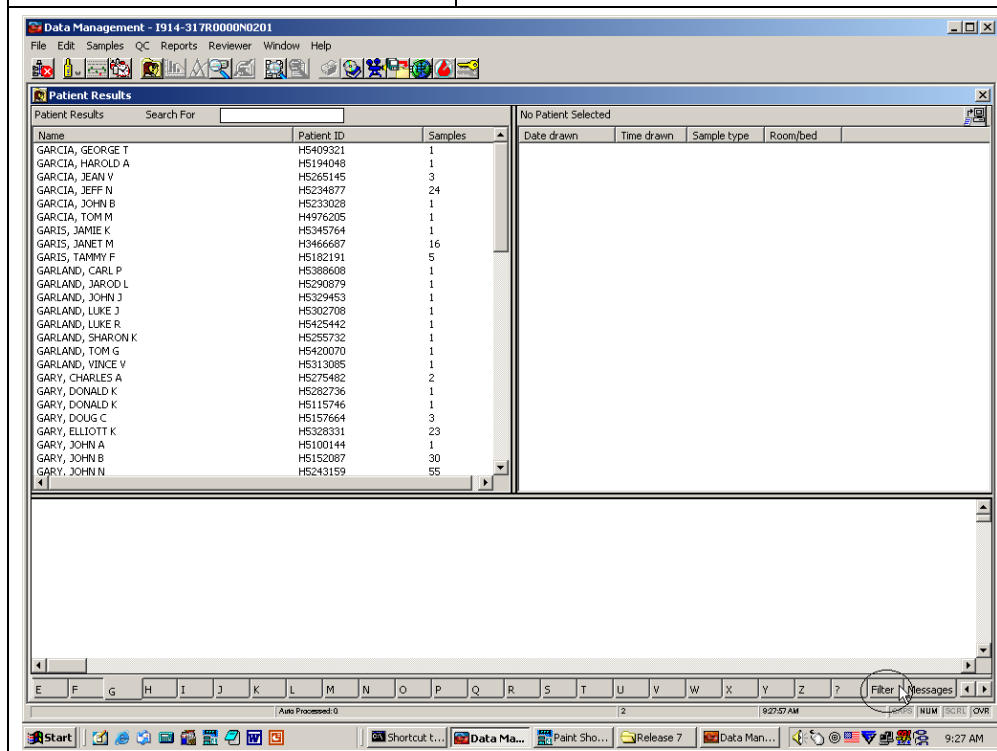 Data Management - I914-317R0000N0201
File Edit Samples QC Reports Reviewer Window Help
Patient Results
Patient Results Search For No Patient Selected
Name Patient ID Samples Date drawn Time drawn Sample type Room/bed
GARCIA, GEORGE T H5409321 1
GARCIA, HAROLD A H5194048 1
GARCIA, JEAN V H5265145 3
GARCIA, JEFF N H5234877 24
GARCIA, JOHN B H5233028 1
GARCIA, TOM M H4976205 1
GARIS, JAMIE K H5345764 1
GARIS, JANET M H3466687 16
GARIS, TAMMY F H5182191 5
GARLAND, CARL P H5388608 1
GARLAND, JAROD L H5290879 1
GARLAND, JOHN J H5329453 1
GARLAND, LUKE J H5302708 1
GARLAND, LUKE R H5425442 1
GARLAND, SHARON K H5255732 1
GARLAND, TOM G H5420070 1
GARLAND, VINCE V H5313085 1
GARY, CHARLES A H5275482 2
GARY, DONALD K H5282736 1
GARY, DONALD K H5115746 1
GARY, DOUG C H5157664 3
GARY, ELLIOTT K H5328331 23
GARY, JOHN A H5100144 1
GARY, JOHN B H5152087 30
GARY, JOHN N H5243159 55
E F G H I J K L M N O P Q R S T U V W X Y Z ? Filter Messages
Auto Processed: 0 2 9:27:57 AM CAPS NUM SCRL OVR
Start Shortcut t... Data Ma... Paint Sho... Release 7 Data Man... 9:27 AM